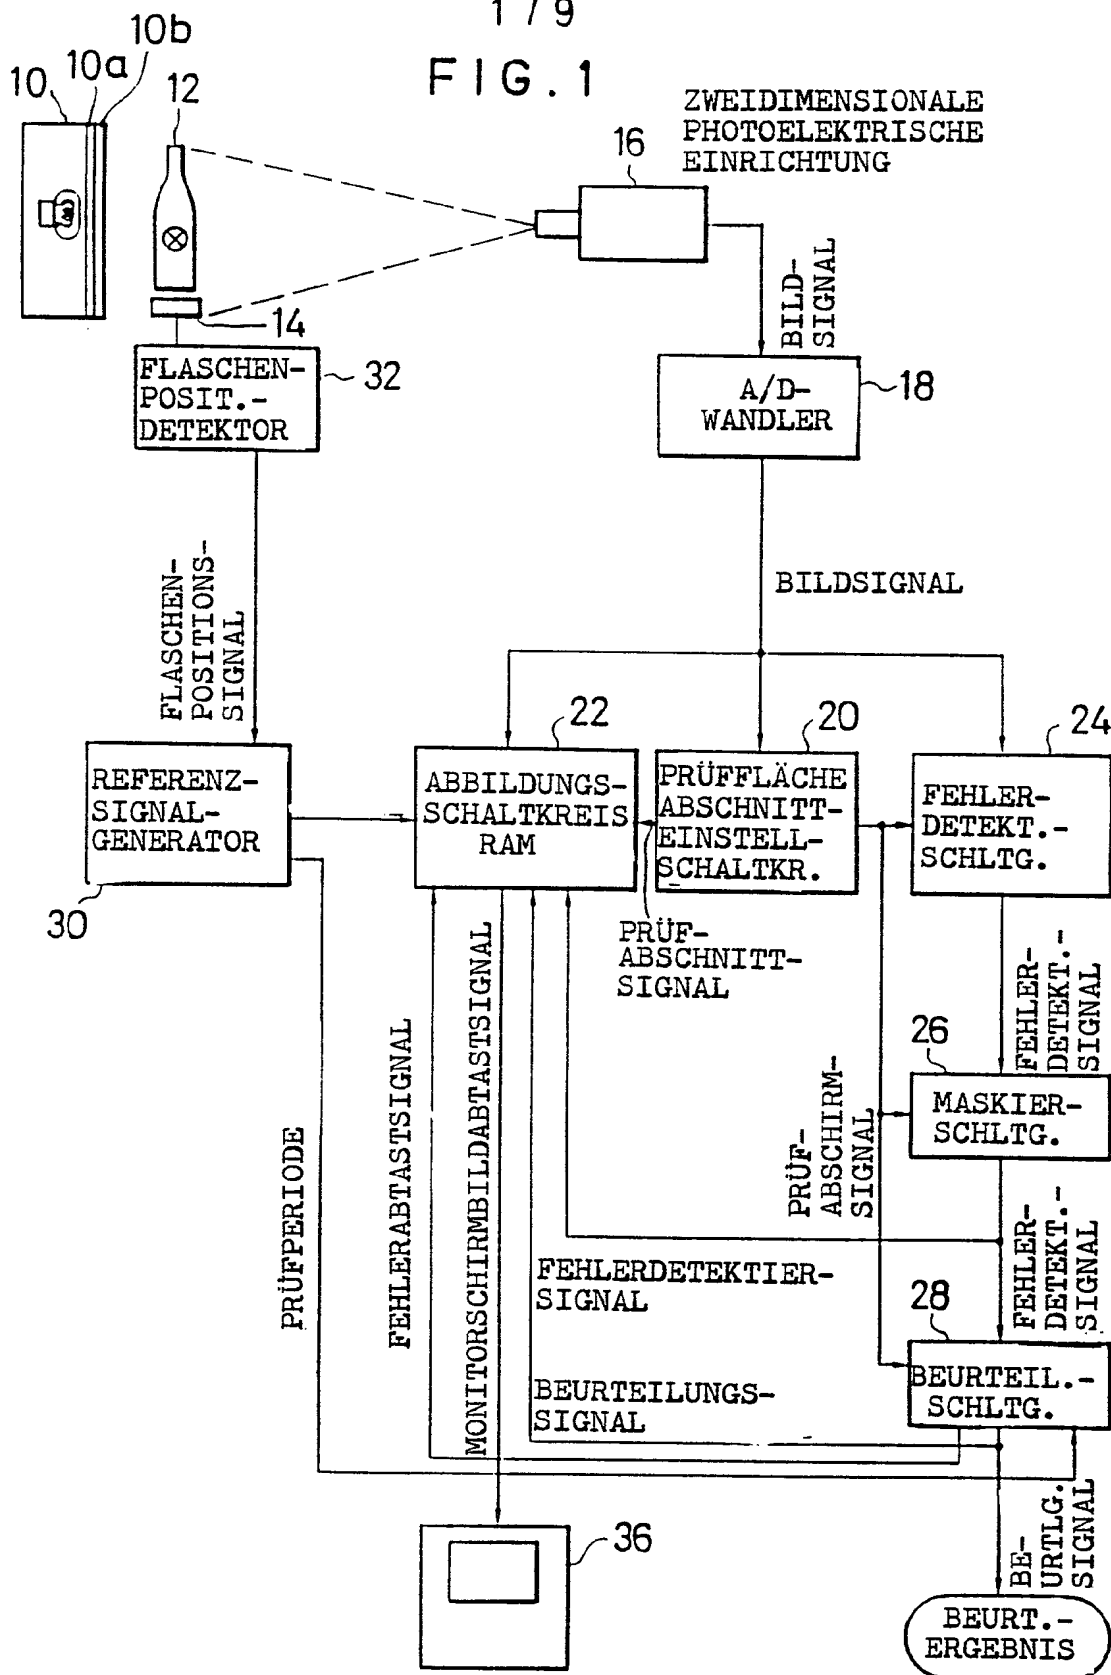 1/9
FIG.1
10
10a
10b
12
16
ZWEIDIMENSIONALE
PHOTOELEKTRISCHE
EINRICHTUNG
14
BILD-
SIGNAL
FLASCHEN-
POSIT.-
DETEKTOR
32
A/D-
WANDLER
18
FLASCHEN-
POSITIONS-
SIGNAL
BILDSIGNAL
22
20
24
REFERENZ-
SIGNAL-
GENERATOR
30
ABBILDUNGS-
SCHALTKREIS
RAM
PRÜFFLÄCHE
ABSCHNITT-
EINSTELL-
SCHALTKR.
FEHLER-
DETEKT.-
SCHLTG.
PRÜF-
ABSCHNITT-
SIGNAL
FEHLER-
DETEKT.-
SIGNAL
26
MASKIER-
SCHLTG.
PRÜFPERIODE
FEHLERABTASTSIGNAL
MONITORSCHIRMBILDABTASTSIGNAL
PRÜF-
ABSCHIRM-
SIGNAL
FEHLERDETEKTIER-
SIGNAL
FEHLER-
DETEKT.-
SIGNAL
28
BEURTEIL.-
SCHLTG.
BEURTEILUNGS-
SIGNAL
36
BE-
URTLG.
SIGNAL
BEURT.-
ERGEBNIS